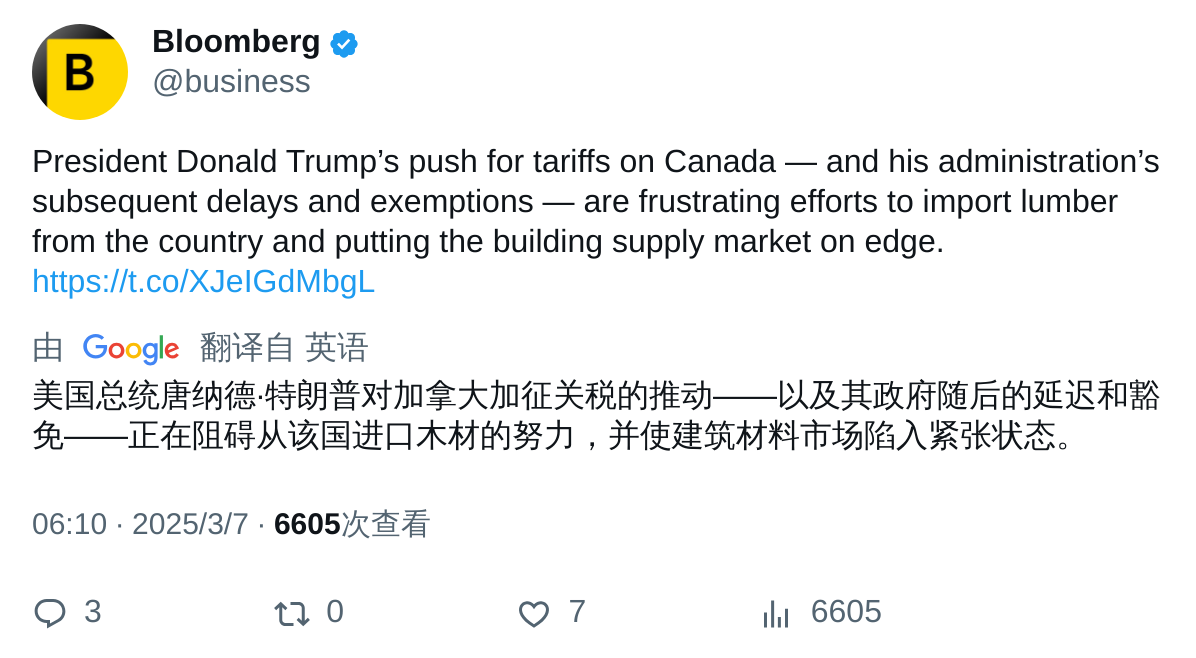 B
Bloomberg
@business
President Donald Trump’s push for tariffs on Canada — and his administration’s
subsequent delays and exemptions — are frustrating efforts to import lumber
from the country and putting the building supply market on edge.
https://t.co/XJeIGdMbgL
由 Google 翻译自 英语
美国总统唐纳德·特朗普对加拿大加征关税的推动——以及其政府随后的延迟和豁
免——正在阻碍从该国进口木材的努力，并使建筑材料市场陷入紧张状态。
06:10 · 2025/3/7 · 6605次查看
3 0 7 6605